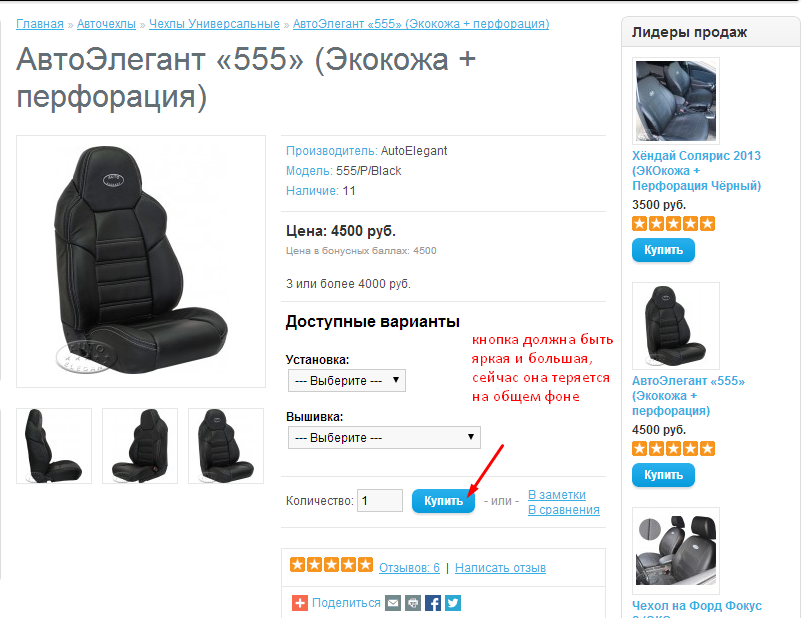 Главная » Авточехлы » Чехлы Универсальные » АвтоЭлегант «555» (Экокожа + перфорация)
АвтоЭлегант «555» (Экокожа +
перфорация)
AUTO
ELEGANT
Производитель: AutoElegant
Модель: 555/P/Black
Наличие: 11
Цена: 4500 руб.
Цена в бонусных баллах: 4500
3 или более 4000 руб.
Доступные варианты
Установка:
--- Выберите ---
Вышивка:
--- Выберите ---
кнопка должна быть
яркая и большая,
сейчас она теряется
на общем фоне
Количество: 1 Купить - или - В заметки
В сравнения
Отзывов: 6 | Написать отзыв
Поделиться
Лидеры продаж
Хёндай Солярис 2013
(ЭКОкожа +
Перфорация Чёрный)
3500 руб.
Купить
АвтоЭлегант «555»
(Экокожа +
перфорация)
4500 руб.
Купить
Чехол на Форд Фокус